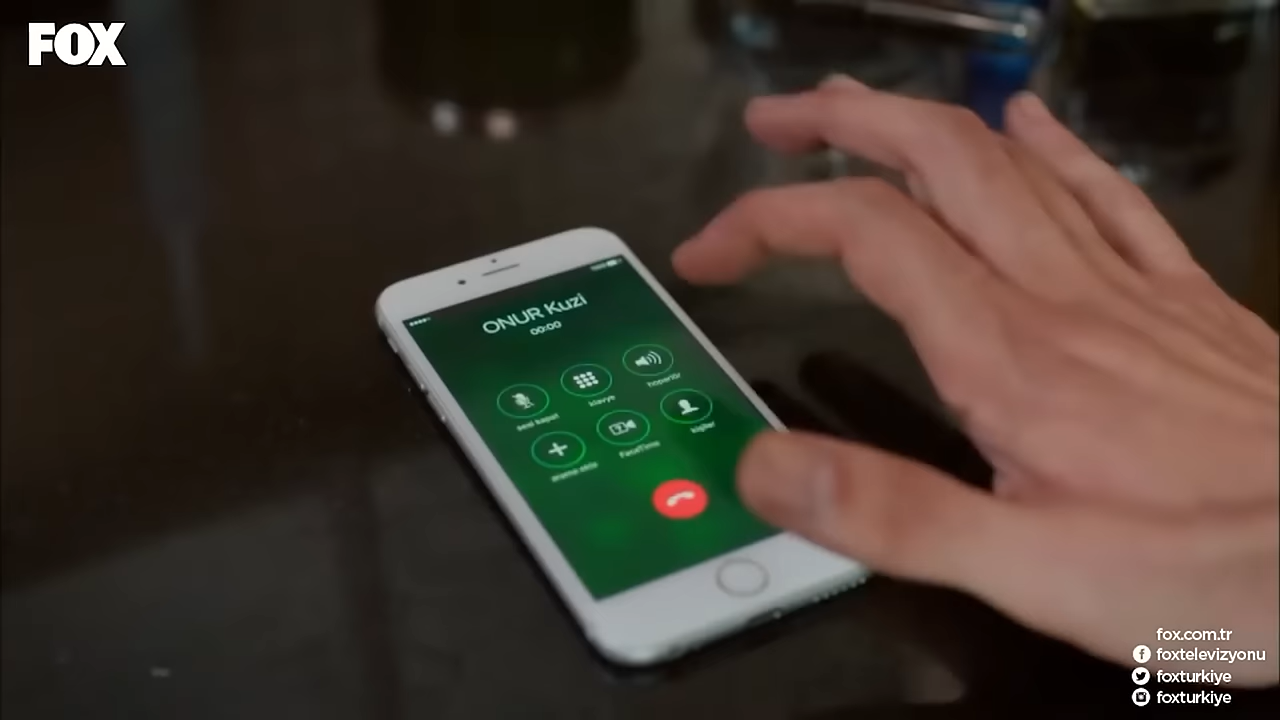 FOX
ONUR Kuzi
00:00
sesi kapat
klavye
hoparlör
arama ekle
FaceTime
kişiler
fox.com.tr
foxtelevizyonu
foxturkiye
foxturkiye